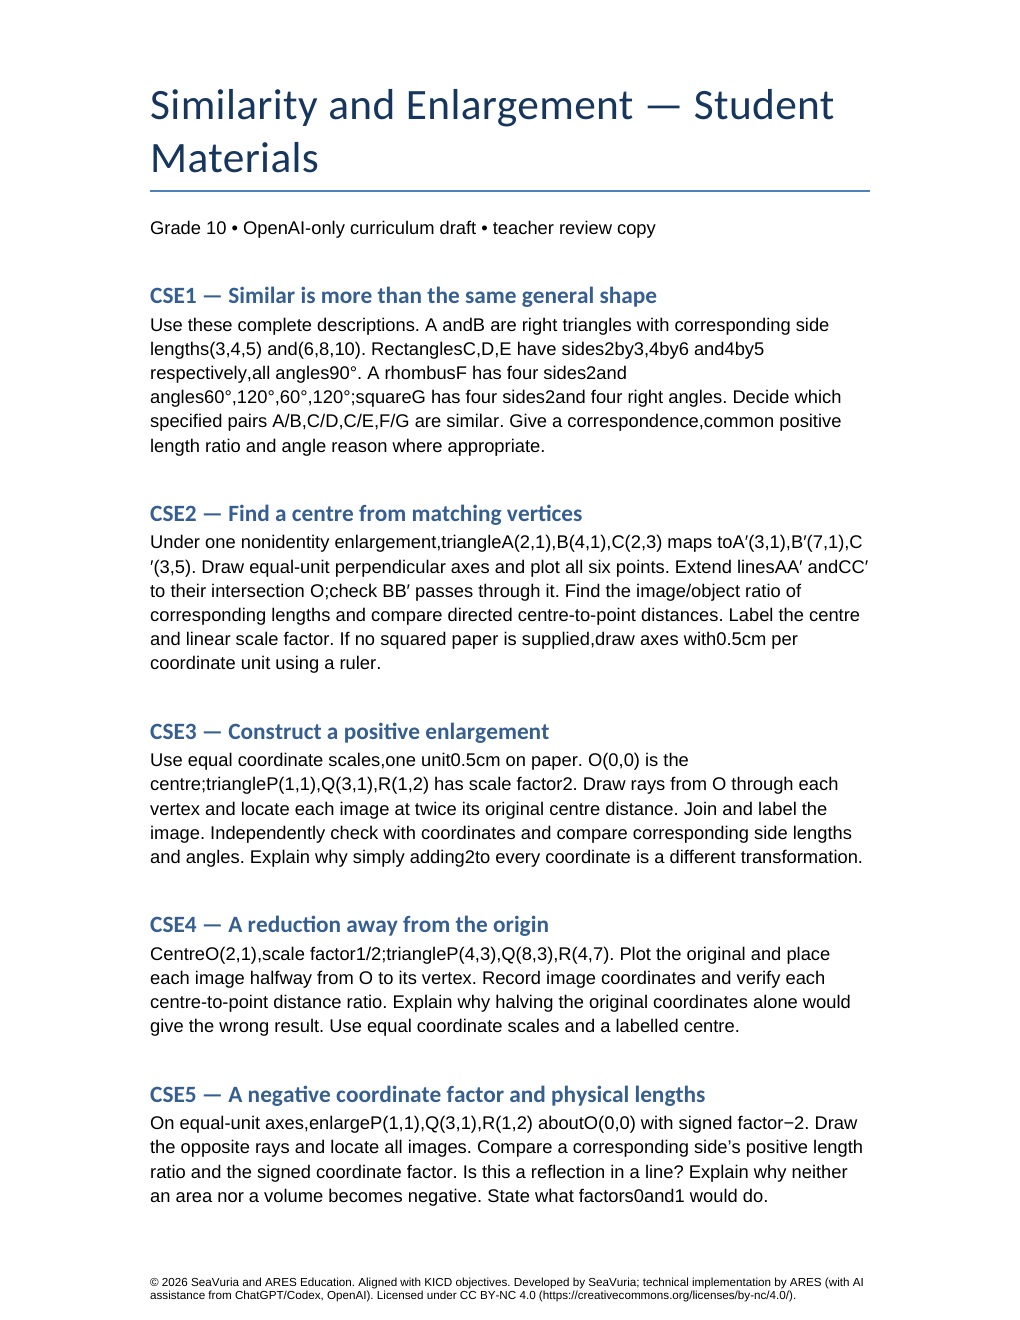 Similarity and Enlargement — Student
Materials
Grade 10 • OpenAI-only curriculum draft • teacher review copy
CSE1 — Similar is more than the same general shape
Use these complete descriptions. A andB are right triangles with corresponding side
lengths(3,4,5) and(6,8,10). RectanglesC,D,E have sides2by3,4by6 and4by5
respectively,all angles90°. A rhombusF has four sides2and
angles60°,120°,60°,120°;squareG has four sides2and four right angles. Decide which
specified pairs A/B,C/D,C/E,F/G are similar. Give a correspondence,common positive
length ratio and angle reason where appropriate.
CSE2 — Find a centre from matching vertices
Under one nonidentity enlargement,triangleA(2,1),B(4,1),C(2,3) maps toA′(3,1),B′(7,1),C
′(3,5). Draw equal-unit perpendicular axes and plot all six points. Extend linesAA′ andCC′
to their intersection O;check BB′ passes through it. Find the image/object ratio of
corresponding lengths and compare directed centre-to-point distances. Label the centre
and linear scale factor. If no squared paper is supplied,draw axes with0.5cm per
coordinate unit using a ruler.
CSE3 — Construct a positive enlargement
Use equal coordinate scales,one unit0.5cm on paper. O(0,0) is the
centre;triangleP(1,1),Q(3,1),R(1,2) has scale factor2. Draw rays from O through each
vertex and locate each image at twice its original centre distance. Join and label the
image. Independently check with coordinates and compare corresponding side lengths
and angles. Explain why simply adding2to every coordinate is a different transformation.
CSE4 — A reduction away from the origin
CentreO(2,1),scale factor1/2;triangleP(4,3),Q(8,3),R(4,7). Plot the original and place
each image halfway from O to its vertex. Record image coordinates and verify each
centre-to-point distance ratio. Explain why halving the original coordinates alone would
give the wrong result. Use equal coordinate scales and a labelled centre.
CSE5 — A negative coordinate factor and physical lengths
On equal-unit axes,enlargeP(1,1),Q(3,1),R(1,2) aboutO(0,0) with signed factor−2. Draw
the opposite rays and locate all images. Compare a corresponding side’s positive length
ratio and the signed coordinate factor. Is this a reflection in a line? Explain why neither
an area nor a volume becomes negative. State what factors0and1 would do.
© 2026 SeaVuria and ARES Education. Aligned with KICD objectives. Developed by SeaVuria; technical implementation by ARES (with AI
assistance from ChatGPT/Codex, OpenAI). Licensed under CC BY-NC 4.0 (https://creativecommons.org/licenses/by-nc/4.0/).